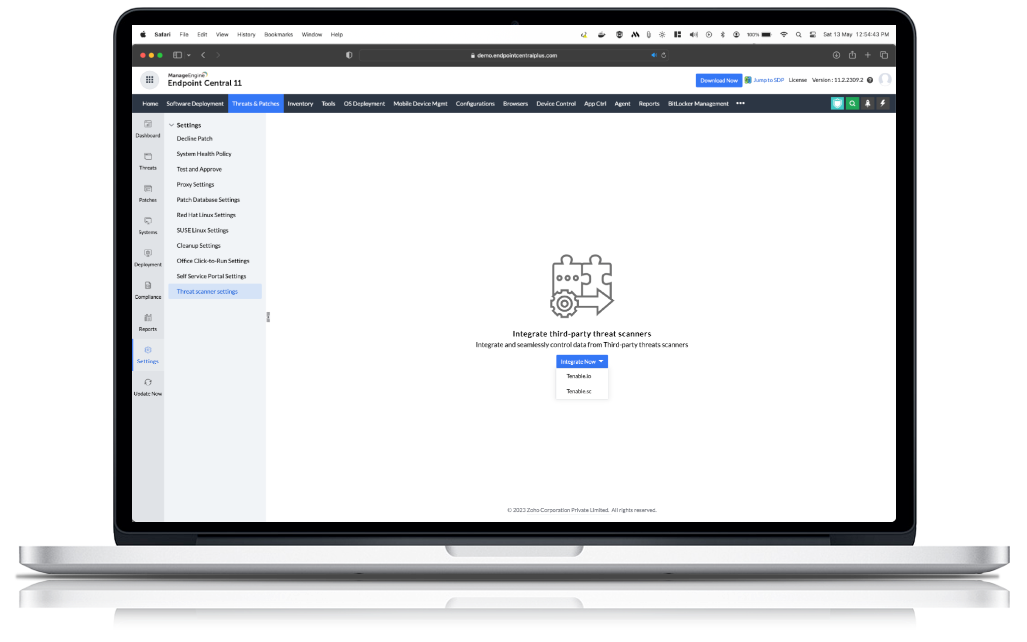 Safari File Edit View History Bookmarks Window Help 100% Sat 13 May 12:54:43 PM
demo.endpointcentralplus.com
ManageEngine
Endpoint Central 11
Download Now Jump to SDP License Version : 11.2.2309.2
Home Software Deployment Threats & Patches Inventory Tools OS Deployment Mobile Device Mgmt Configurations Browsers Device Control App Ctrl Agent Reports BitLocker Management
Dashboard
Threats
Patches
Systems
Deployment
Compliance
Reports
Settings
Update Now
Settings
Decline Patch
System Health Policy
Test and Approve
Proxy Settings
Patch Database Settings
Red Hat Linux Settings
SUSE Linux Settings
Cleanup Settings
Office Click-to-Run Settings
Self Service Portal Settings
Threat scanner settings
Integrate third-party threat scanners
Integrate and seamlessly control data from Third-party threats scanners
Integrate Now
Tenable.io
Tenable.sc
© 2023 Zoho Corporation Private Limited. All rights reserved.